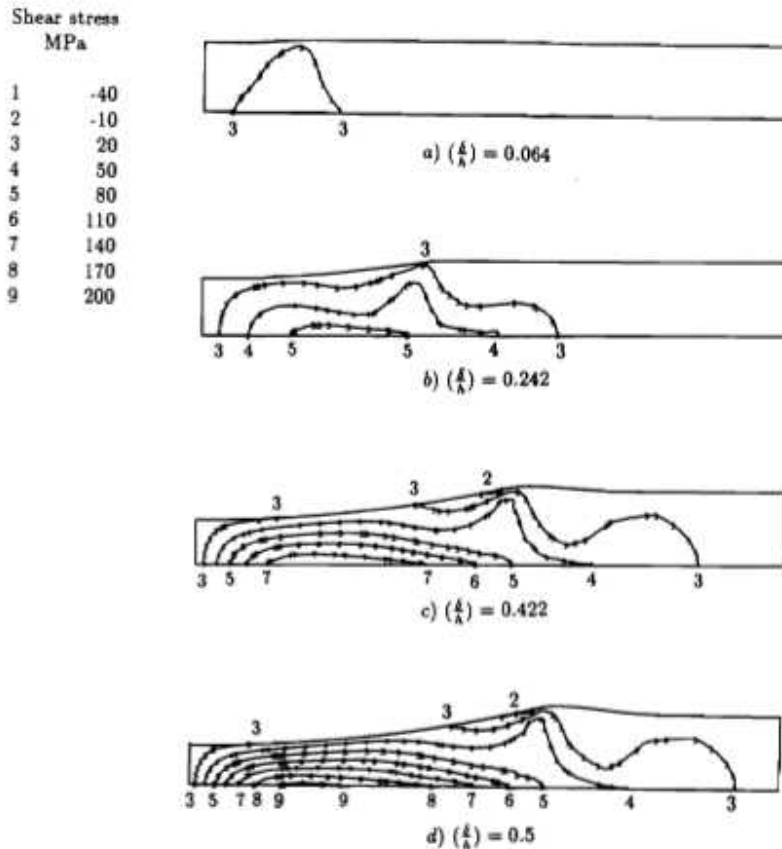 Shear stress
MPa
1 -40
2 -10
3 20
4 50
5 80
6 110
7 140
8 170
9 200
3 3
a) (δ/h) = 0.064
3
3 4 5 5 4 3
b) (δ/h) = 0.242
3 3 2
3 5 7 7 6 5 4 3
c) (δ/h) = 0.422
3 3 2
3 5 7 8 9 9 8 7 6 5 4 3
d) (δ/h) = 0.5